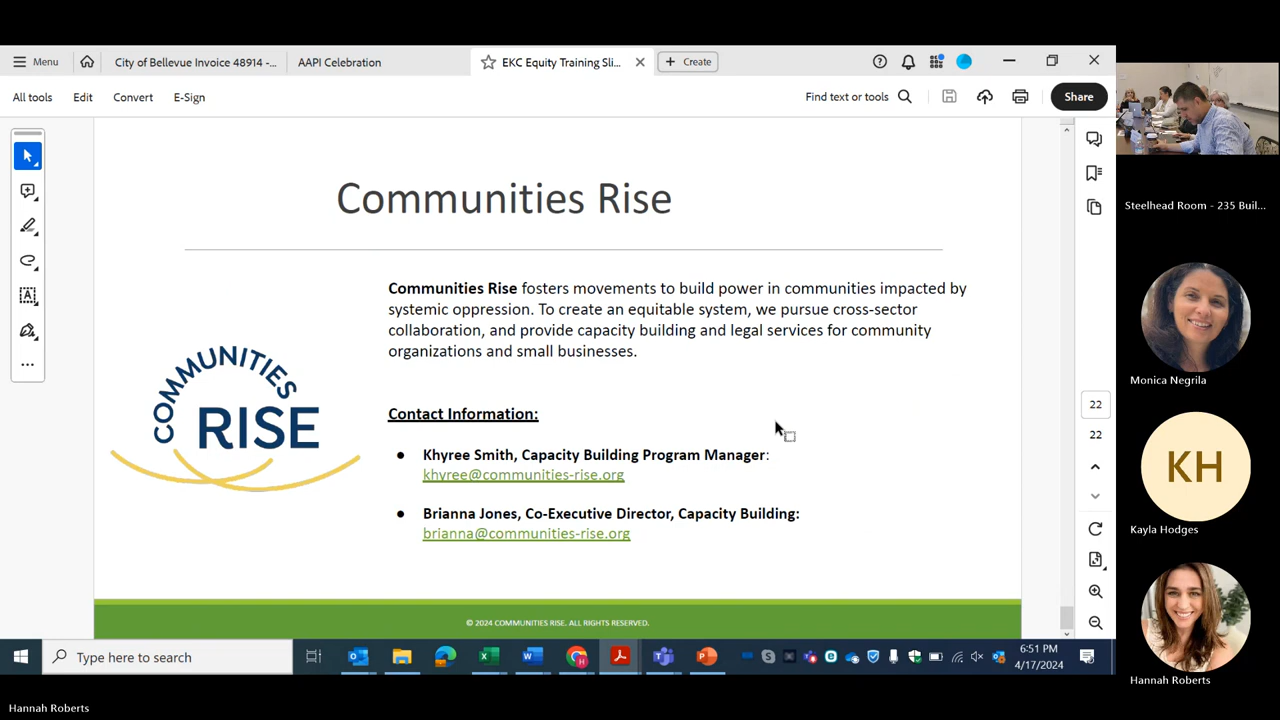 Menu
City of Bellevue Invoice 48914 -...
AAPI Celebration
EKC Equity Training Sli...
+ Create
All tools
Edit
Convert
E-Sign
Find text or tools
Share
Communities Rise
Communities Rise fosters movements to build power in communities impacted by
systemic oppression. To create an equitable system, we pursue cross-sector
collaboration, and provide capacity building and legal services for community
organizations and small businesses.
COMMUNITIES
RISE
Contact Information:
● Khyree Smith, Capacity Building Program Manager:
khyree@communities-rise.org
● Brianna Jones, Co-Executive Director, Capacity Building:
brianna@communities-rise.org
© 2024 COMMUNITIES RISE. ALL RIGHTS RESERVED.
22
22
Type here to search
6:51 PM
4/17/2024
Steelhead Room - 235 Buil...
Monica Negrila
KH
Kayla Hodges
Hannah Roberts
Hannah Roberts